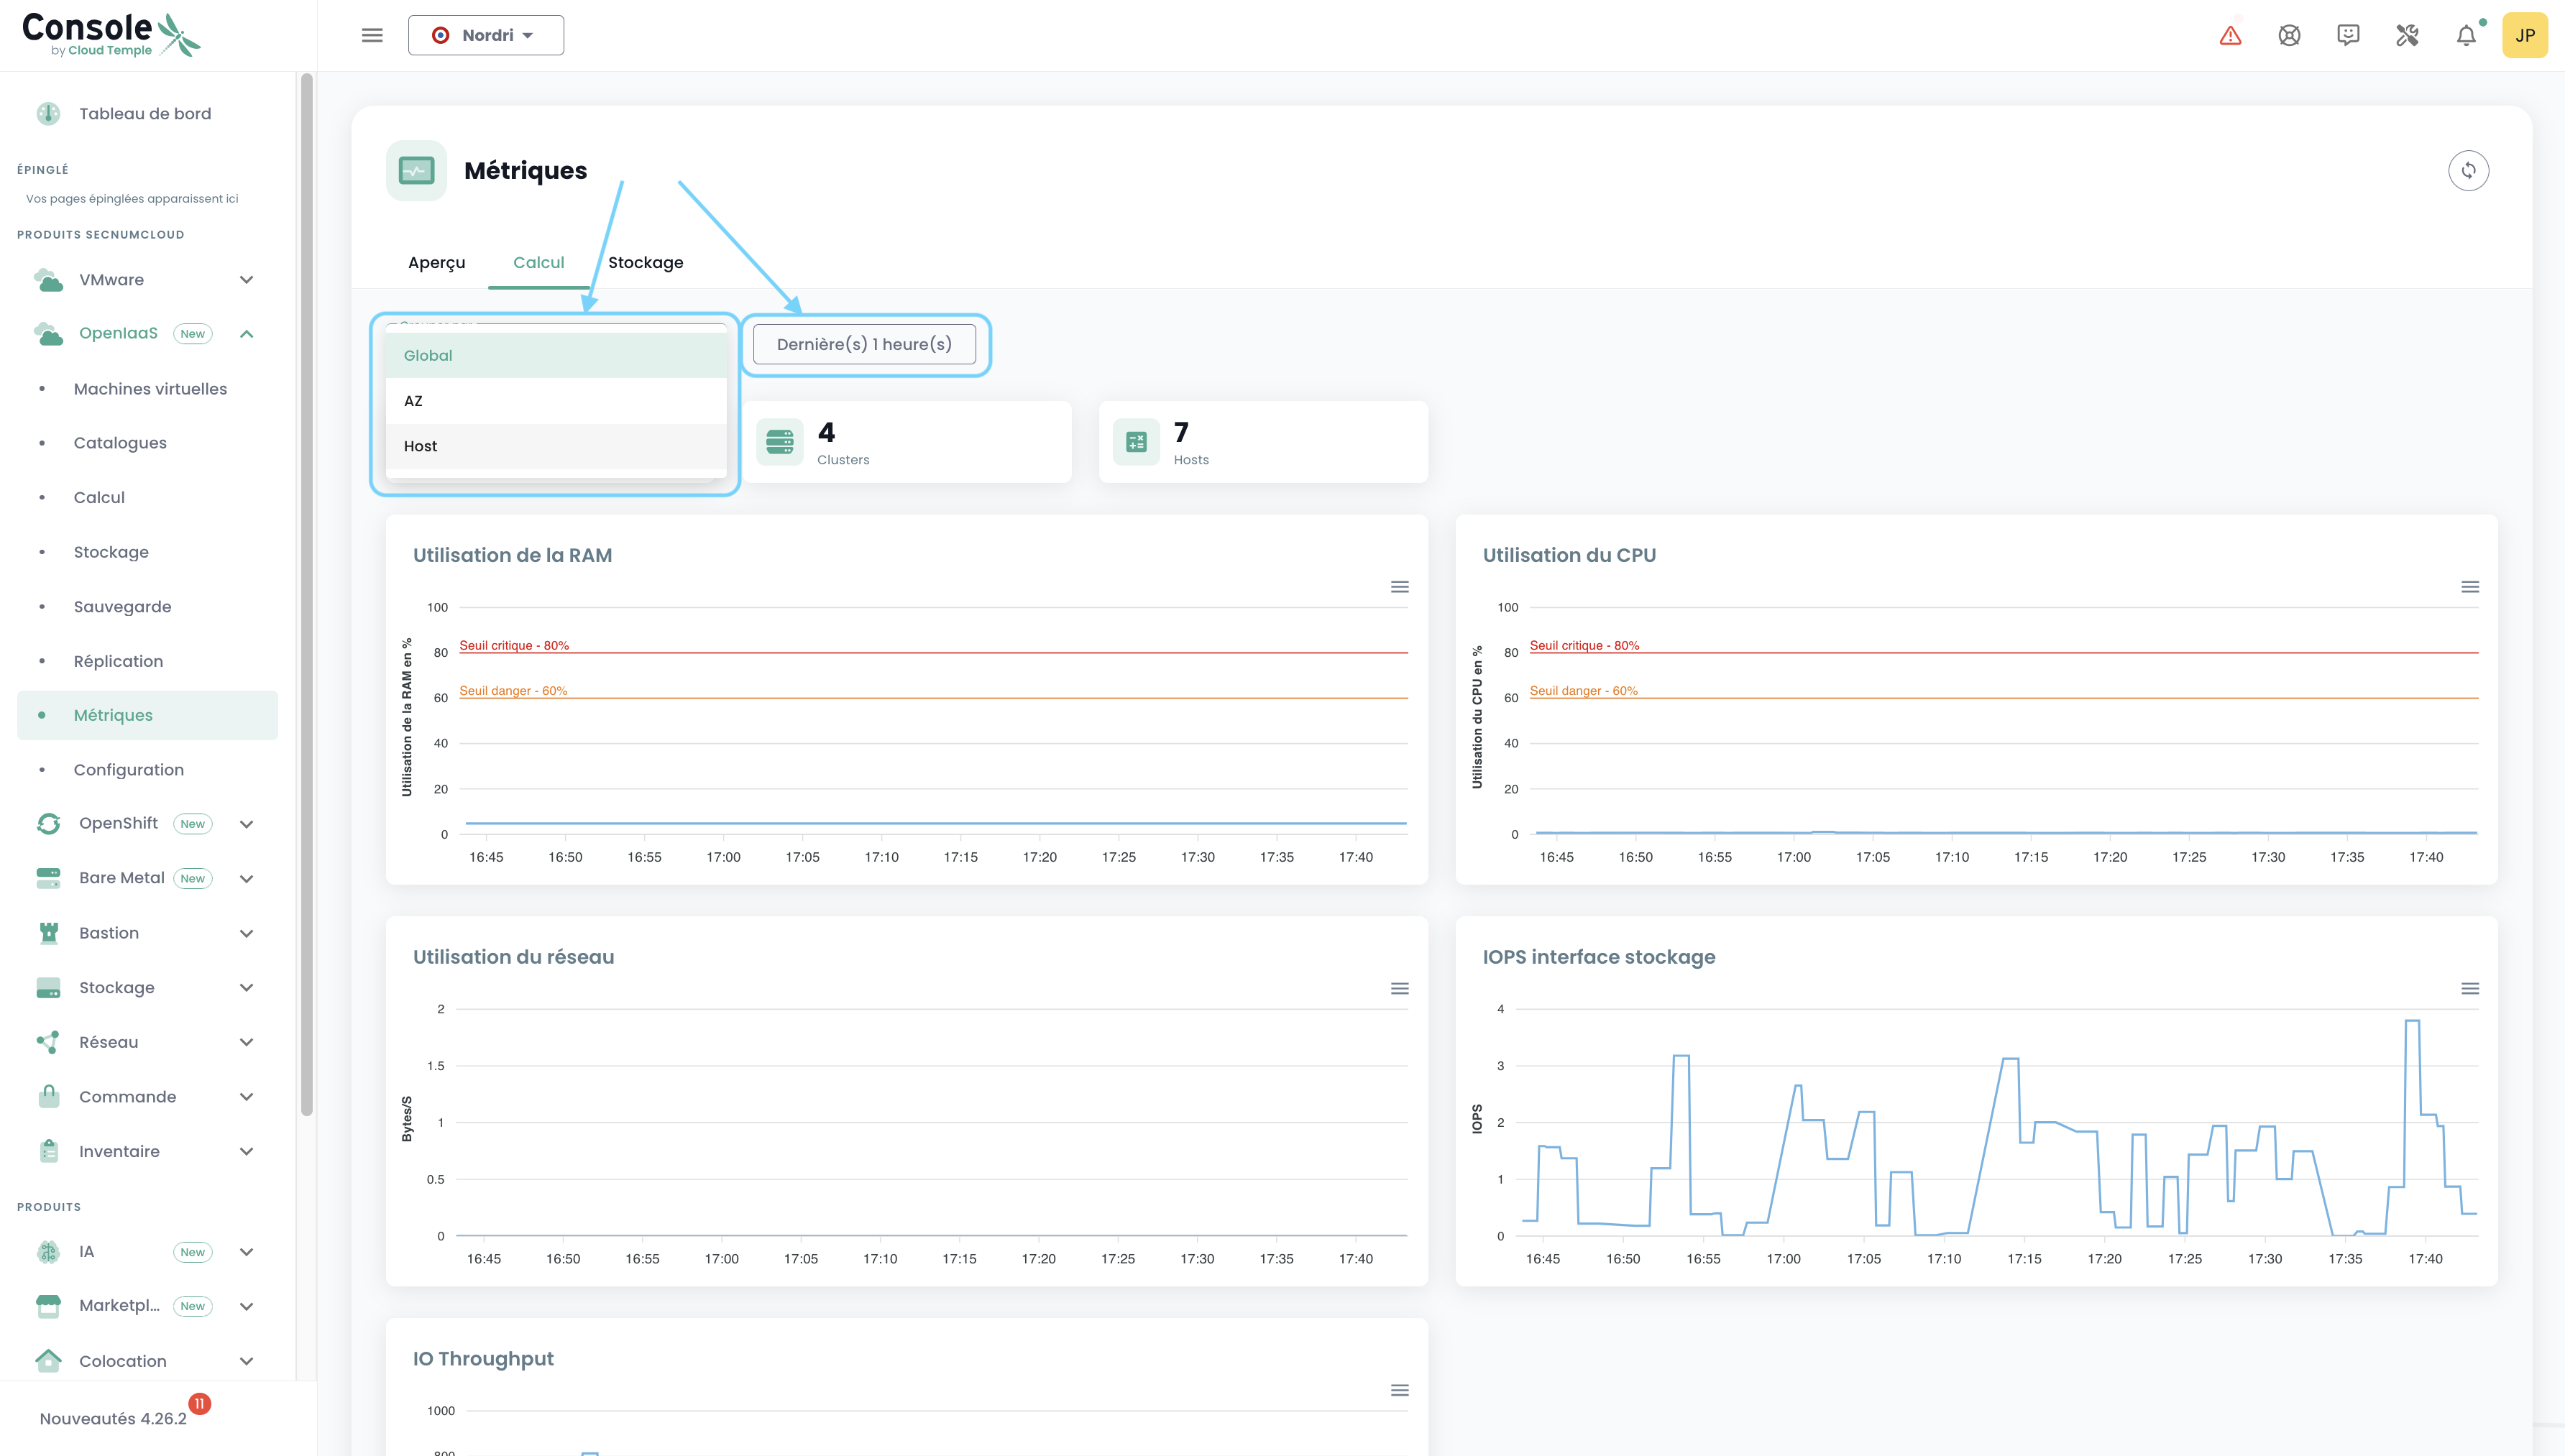 Console
by Cloud Temple
Nordri
JP
Tableau de bord
ÉPINGLÉ
Vos pages épinglées apparaissent ici
PRODUITS SECNUMCLOUD
VMware
OpenIaaS New
Machines virtuelles
Catalogues
Calcul
Stockage
Sauvegarde
Réplication
Métriques
Configuration
OpenShift New
Bare Metal New
Bastion
Stockage
Réseau
Commande
Inventaire
PRODUITS
IA New
Marketpl... New
Colocation
Nouveautés 4.26.2
11
Métriques
Aperçu Calcul Stockage
Global
AZ
Host
Dernière(s) 1 heure(s)
4
Clusters
7
Hosts
Utilisation de la RAM
Utilisation de la RAM en %
100
Seuil critique - 80%
80
Seuil danger - 60%
60
40
20
0
16:45 16:50 16:55 17:00 17:05 17:10 17:15 17:20 17:25 17:30 17:35 17:40
Utilisation du CPU
Utilisation du CPU en %
100
Seuil critique - 80%
80
Seuil danger - 60%
60
40
20
0
16:45 16:50 16:55 17:00 17:05 17:10 17:15 17:20 17:25 17:30 17:35 17:40
Utilisation du réseau
Bytes/S
2
1.5
1
0.5
0
16:45 16:50 16:55 17:00 17:05 17:10 17:15 17:20 17:25 17:30 17:35 17:40
IOPS interface stockage
IOPS
4
3
2
1
0
16:45 16:50 16:55 17:00 17:05 17:10 17:15 17:20 17:25 17:30 17:35 17:40
IO Throughput
1000
800